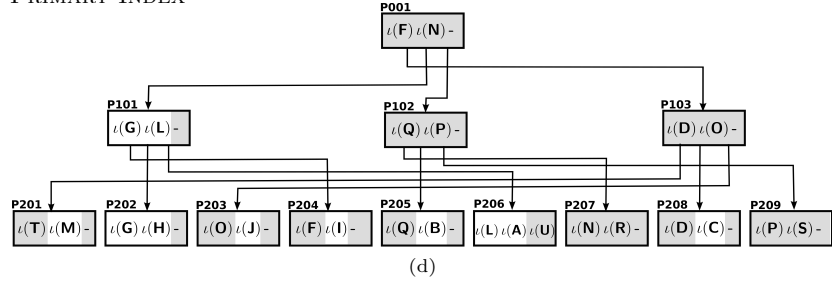 PRIMARY INDEX
P001
ι(F) ι(N) -
P101
ι(G) ι(L) -
P102
ι(Q) ι(P) -
P103
ι(D) ι(O) -
P201
ι(T) ι(M) -
P202
ι(G) ι(H) -
P203
ι(O) ι(J) -
P204
ι(F) ι(I) -
P205
ι(Q) ι(B) -
P206
ι(L) ι(A) ι(U)
P207
ι(N) ι(R) -
P208
ι(D) ι(C) -
P209
ι(P) ι(S) -
(d)